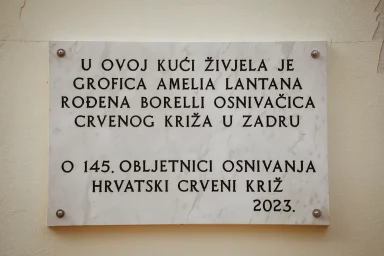 U OVOJ KUĆI ŽIVJELA JE
GROFICA AMELIA LANTANA
ROĐENA BORELLI OSNIVAČICA
CRVENOG KRIŽA U ZADRU
O 145. OBLJETNICI OSNIVANJA
HRVATSKI CRVENI KRIŽ
2023.